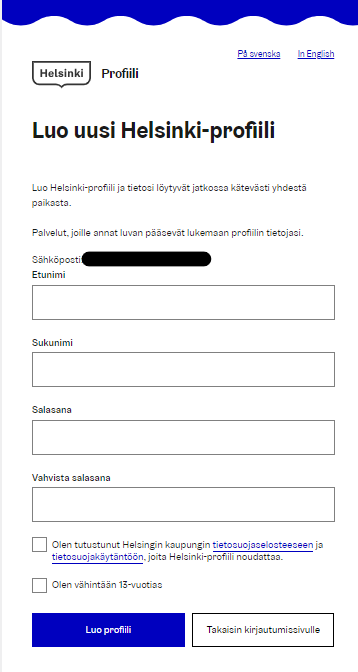 På svenska In English
Helsinki Profiili
Luo uusi Helsinki-profiili
Luo Helsinki-profiili ja tietosi löytyvät jatkossa kätevästi yhdestä
paikasta.
Palvelut, joille annat luvan pääsevät lukemaan profiilin tietojasi.
Sähköposti
Etunimi
Sukunimi
Salasana
Vahvista salasana
Olen tutustunut Helsingin kaupungin tietosuojaselosteeseen ja
tietosuojakäytäntöön, joita Helsinki-profiili noudattaa.
Olen vähintään 13-vuotias
Luo profiili Takaisin kirjautumissivulle